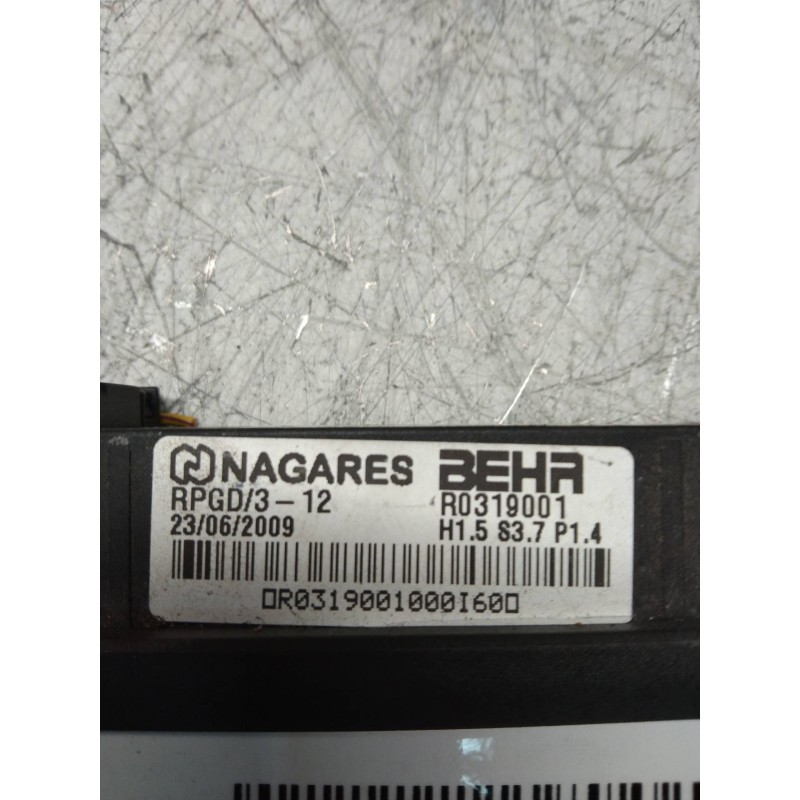 NAGARES BEHR
RPGD/3-12 R0319001
23/06/2009 H1.5 S3.7 P1.4
▯R0319001000I60▯